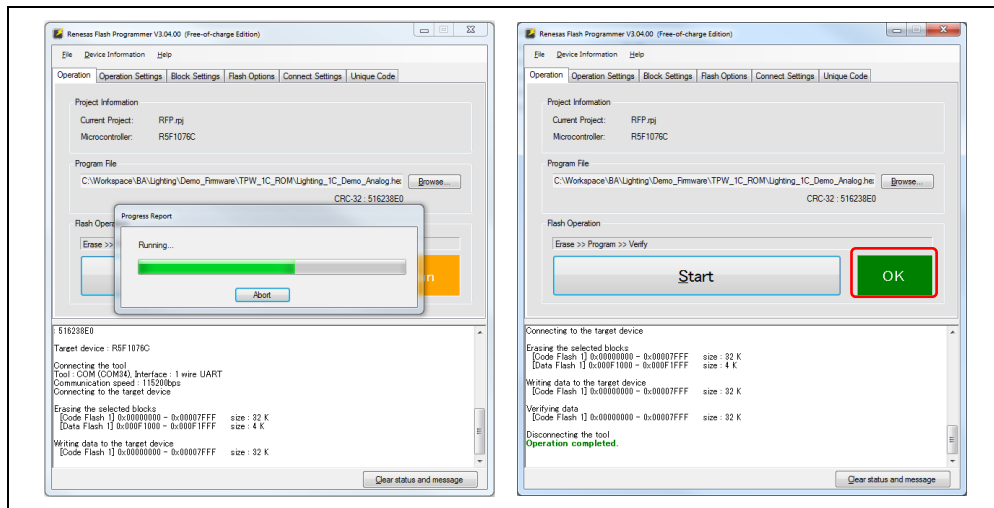 Renesas Flash Programmer V3.04.00 (Free-of-charge Edition)
File Device Information Help
Operation Operation Settings Block Settings Flash Options Connect Settings Unique Code
Project Information
Current Project: RFP.rpj
Microcontroller: R5F1076C
Program File
C:\Workspace\BA\Lighting\Demo_Firmware\TPW_1C_ROM\Lighting_1C_Demo_Analog.he
Browse...
CRC-32 : 516238E0
Flash Opera
Erase >>
Progress Report
Running...
Abort
n
: 516238E0
Target device : R5F1076C
Connecting the tool
Tool : COM (COM34), Interface : 1 wire UART
Communication speed : 115200bps
Connecting to the target device
Erasing the selected blocks
[Code Flash 1] 0x00000000 - 0x00007FFF size : 32 K
[Data Flash 1] 0x000F1000 - 0x000F1FFF size : 4 K
Writing data to the target device
[Code Flash 1] 0x00000000 - 0x00007FFF size : 32 K
Clear status and message
Renesas Flash Programmer V3.04.00 (Free-of-charge Edition)
File Device Information Help
Operation Operation Settings Block Settings Flash Options Connect Settings Unique Code
Project Information
Current Project: RFP.rpj
Microcontroller: R5F1076C
Program File
C:\Workspace\BA\Lighting\Demo_Firmware\TPW_1C_ROM\Lighting_1C_Demo_Analog.he
Browse...
CRC-32 : 516238E0
Flash Operation
Erase >> Program >> Verify
Start
OK
Connecting to the target device
Erasing the selected blocks
[Code Flash 1] 0x00000000 - 0x00007FFF size : 32 K
[Data Flash 1] 0x000F1000 - 0x000F1FFF size : 4 K
Writing data to the target device
[Code Flash 1] 0x00000000 - 0x00007FFF size : 32 K
Verifying data
[Code Flash 1] 0x00000000 - 0x00007FFF size : 32 K
Disconnecting the tool
Operation completed.
Clear status and message